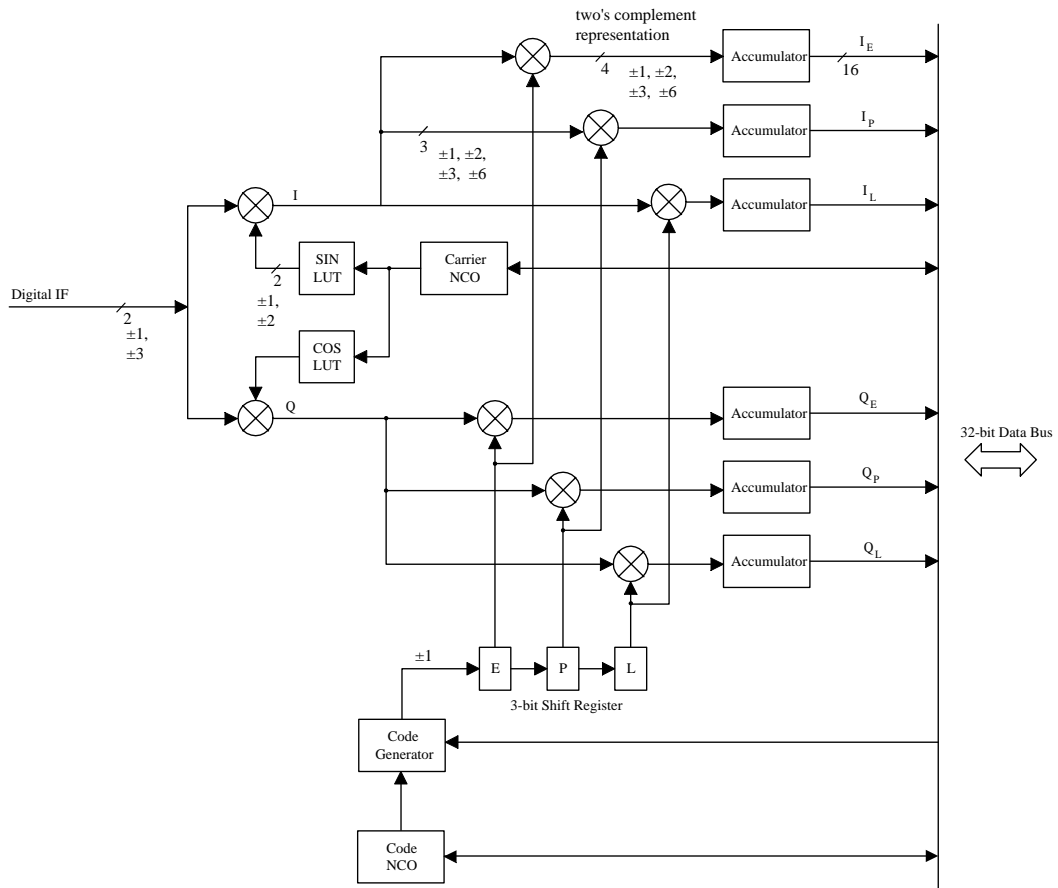 two's complement
representation
4
±1, ±2,
±3, ±6
Accumulator
I_E
16
3
±1, ±2,
±3, ±6
Accumulator
I_P
I
Accumulator
I_L
SIN
LUT
Carrier
NCO
2
±1,
±2
Digital IF
2
±1,
±3
COS
LUT
Q
Accumulator
Q_E
32-bit Data Bus
Accumulator
Q_P
Accumulator
Q_L
±1
E
P
L
3-bit Shift Register
Code
Generator
Code
NCO